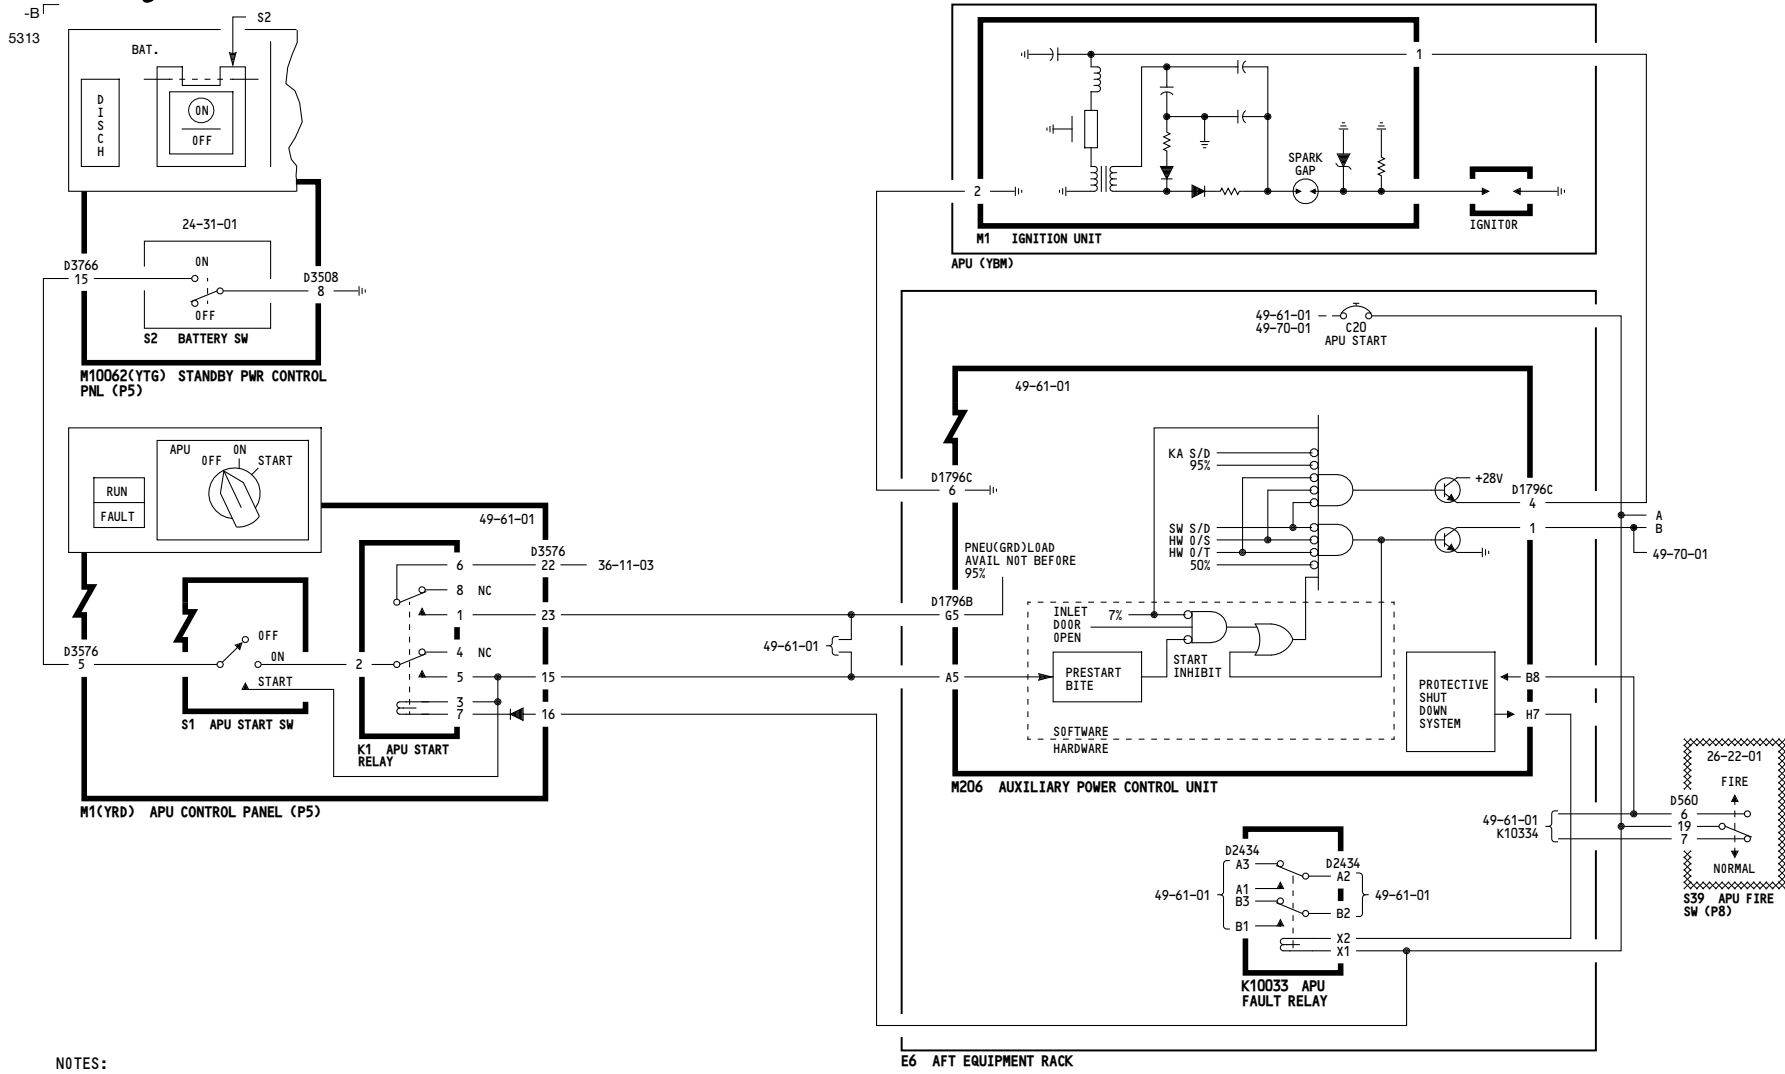 -B
5313
S2
BAT.
DISCH
ON
OFF
24-31-01
D3766
15
ON
OFF
D3508
8
S2 BATTERY SW
M10062(YTG) STANDBY PWR CONTROL
PNL (P5)
APU
OFF
ON
START
RUN
FAULT
49-61-01
D3576
22
36-11-03
6
8 NC
1
23
4 NC
5
15
3
7
16
2
D3576
5
OFF
ON
START
S1 APU START SW
K1 APU START
RELAY
M1(YRD) APU CONTROL PANEL (P5)
49-61-01
1
2
SPARK
GAP
IGNITOR
M1 IGNITION UNIT
APU (YBM)
49-61-01
49-70-01
C20
APU START
49-61-01
KA S/D
95%
+28V
D1796C
6
D1796C
4
SW S/D
HW O/S
HW O/T
50%
1
A
B
49-70-01
PNEU(GRD)LOAD
AVAIL NOT BEFORE
95%
D1796B
G5
INLET
DOOR
OPEN
7%
START
INHIBIT
A5
PRESTART
BITE
SOFTWARE
HARDWARE
PROTECTIVE
SHUT
DOWN
SYSTEM
B8
H7
M206 AUXILIARY POWER CONTROL UNIT
26-22-01
FIRE
D560
6
19
7
NORMAL
49-61-01
K10334
S39 APU FIRE
SW (P8)
D2434
A3
A1
B3
B1
D2434
A2
B2
X2
X1
49-61-01
49-61-01
K10033 APU
FAULT RELAY
E6 AFT EQUIPMENT RACK
NOTES: